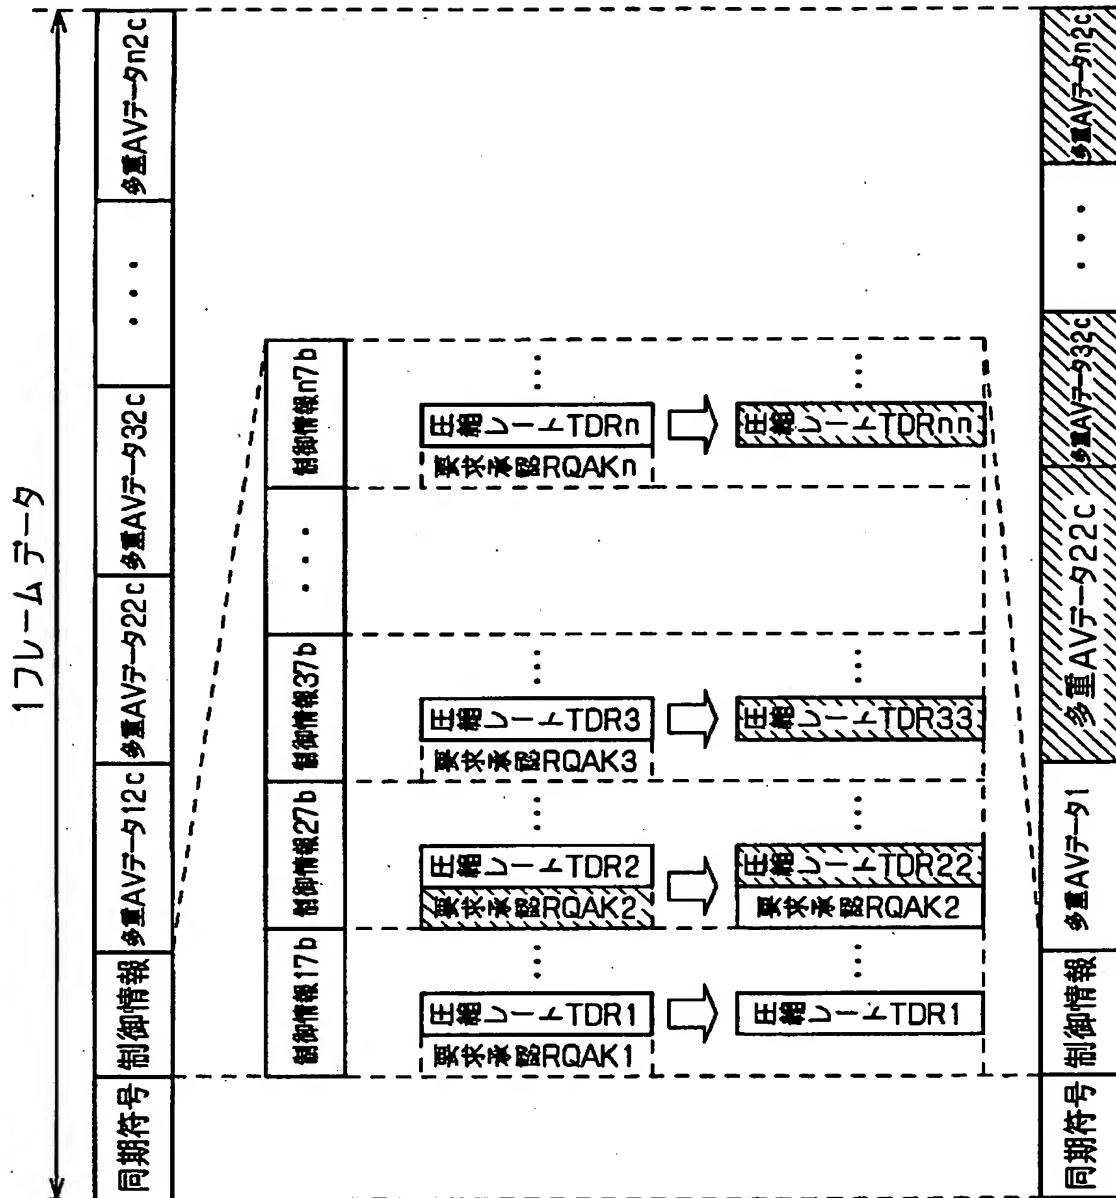 1フレームデータ
同期符号
制御情報
多重AVデータ12c
多重AVデータ22c
多重AVデータ32c
・・・
多重AVデータn2c
制御情報17b
制御情報27b
制御情報37b
・・・
制御情報n7b
要求承認RQAK1
圧縮レートTDR1
・・・
要求承認RQAK2
圧縮レートTDR2
・・・
要求承認RQAK3
圧縮レートTDR3
・・・
要求承認RQAKn
圧縮レートTDRn
・・・
圧縮レートTDR1
・・・
要求承認RQAK2
圧縮レートTDR22
・・・
圧縮レートTDR33
・・・
圧縮レートTDRnn
・・・
同期符号
制御情報
多重AVデータ1
多重AVデータ22c
多重AVデータ32c
・・・
多重AVデータn2c